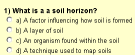 1) What is a a soil horizon?
a) A factor influencing how soil is formed
b) A layer of soil
c) An organism found within the soil
d) A technique used to map soils